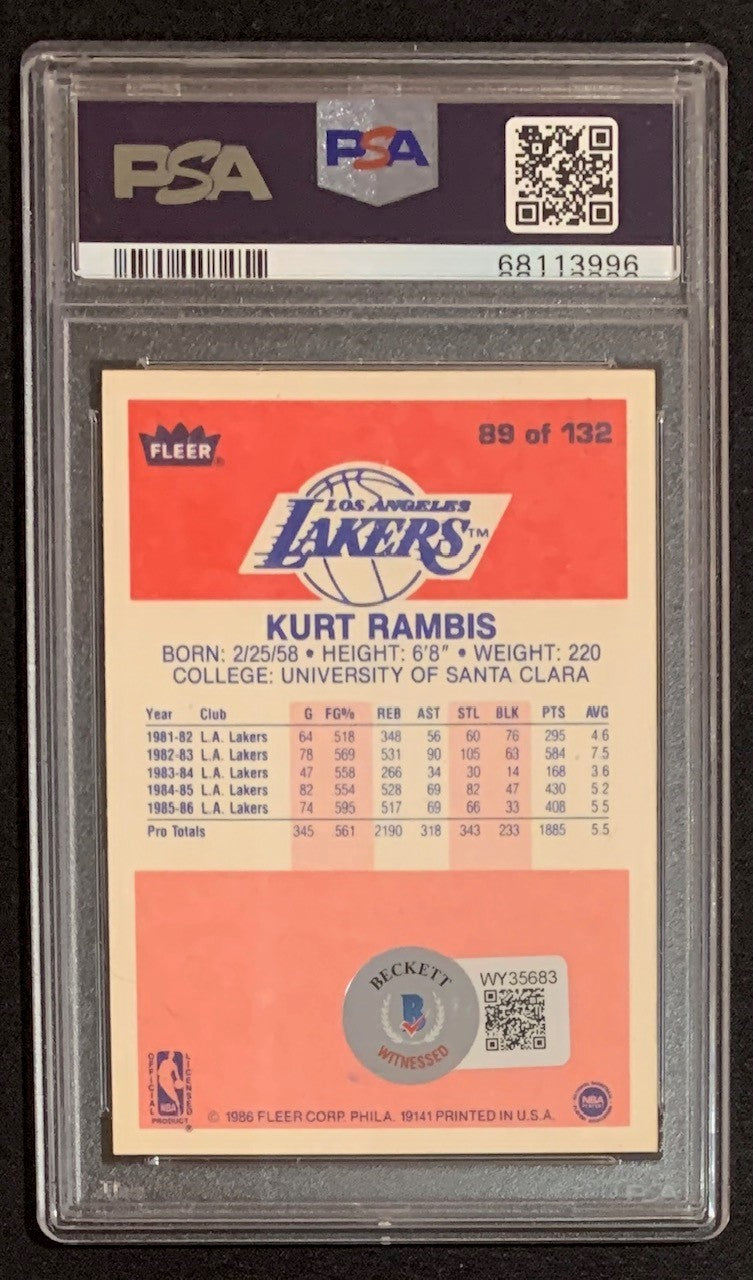 PSA PSA
68113996
FLEER® 89 of 132
LOS ANGELES
LAKERS™
KURT RAMBIS
BORN: 2/25/58 • HEIGHT: 6'8" • WEIGHT: 220
COLLEGE: UNIVERSITY OF SANTA CLARA
Year Club G FG% REB AST STL BLK PTS AVG
1981-82 L.A. Lakers 64 518 348 56 60 76 295 4.6
1982-83 L.A. Lakers 78 569 531 90 105 63 584 7.5
1983-84 L.A. Lakers 47 558 266 34 30 14 168 3.6
1984-85 L.A. Lakers 82 554 528 69 82 47 430 5.2
1985-86 L.A. Lakers 74 595 517 69 66 33 408 5.5
Pro Totals 345 561 2190 318 343 233 1885 5.5
BECKETT
B
WITNESSED
WY35683
OFFICIAL LICENSED
NBA
PRODUCT ®
© 1986 FLEER CORP. PHILA. 19141 PRINTED IN U.S.A.
NBA
PLAYERS
PSA